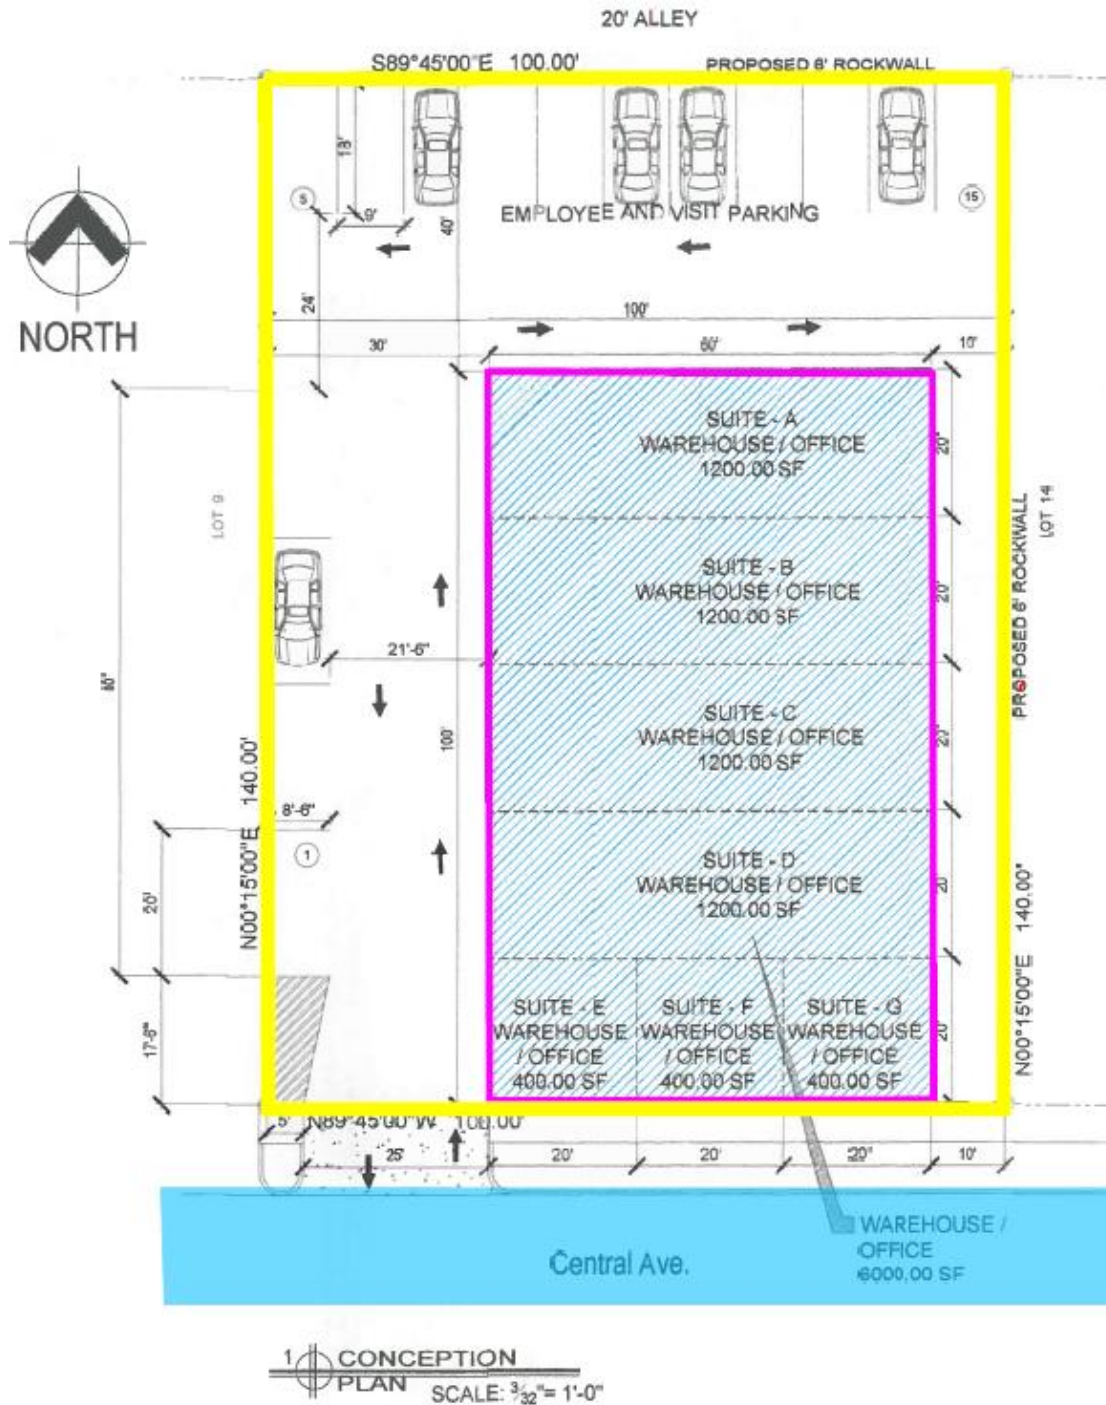 20' ALLEY
S89°45'00"E 100.00'
PROPOSED 6' ROCKWALL
18'
5
15
9'
40'
EMPLOYEE AND VISIT PARKING
24'
NORTH
100'
30'
60'
10'
SUITE - A
WAREHOUSE / OFFICE
1200.00 SF
20'
LOT 9
PROPOSED 6' ROCKWALL
LOT 14
SUITE - B
WAREHOUSE / OFFICE
1200.00 SF
20'
21'-6"
SUITE - C
WAREHOUSE / OFFICE
1200.00 SF
20'
100'
N00°15'00"E 140.00'
8'-6"
1
SUITE - D
WAREHOUSE / OFFICE
1200.00 SF
20'
N00°15'00"E 140.00"
17'-6"
SUITE - E
WAREHOUSE
/ OFFICE
400.00 SF
SUITE - F
WAREHOUSE
/ OFFICE
400.00 SF
SUITE - G
WAREHOUSE
/ OFFICE
400.00 SF
20'
5'
N89°45'00"W 100.00'
25'
20'
20'
20"
10'
Central Ave.
WAREHOUSE /
OFFICE
6000.00 SF
1
CONCEPTION
PLAN
SCALE: 3/32"= 1'-0"